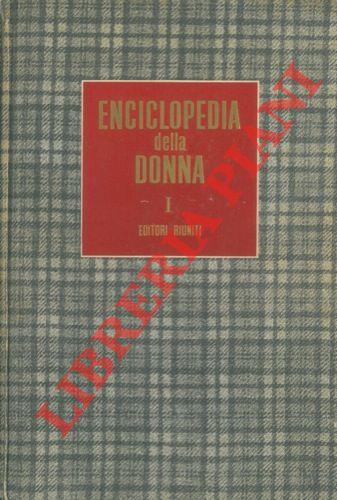 ENCICLOPEDIA
della
DONNA
I
EDITORI RIUNITI
LIBRERIA PIANI